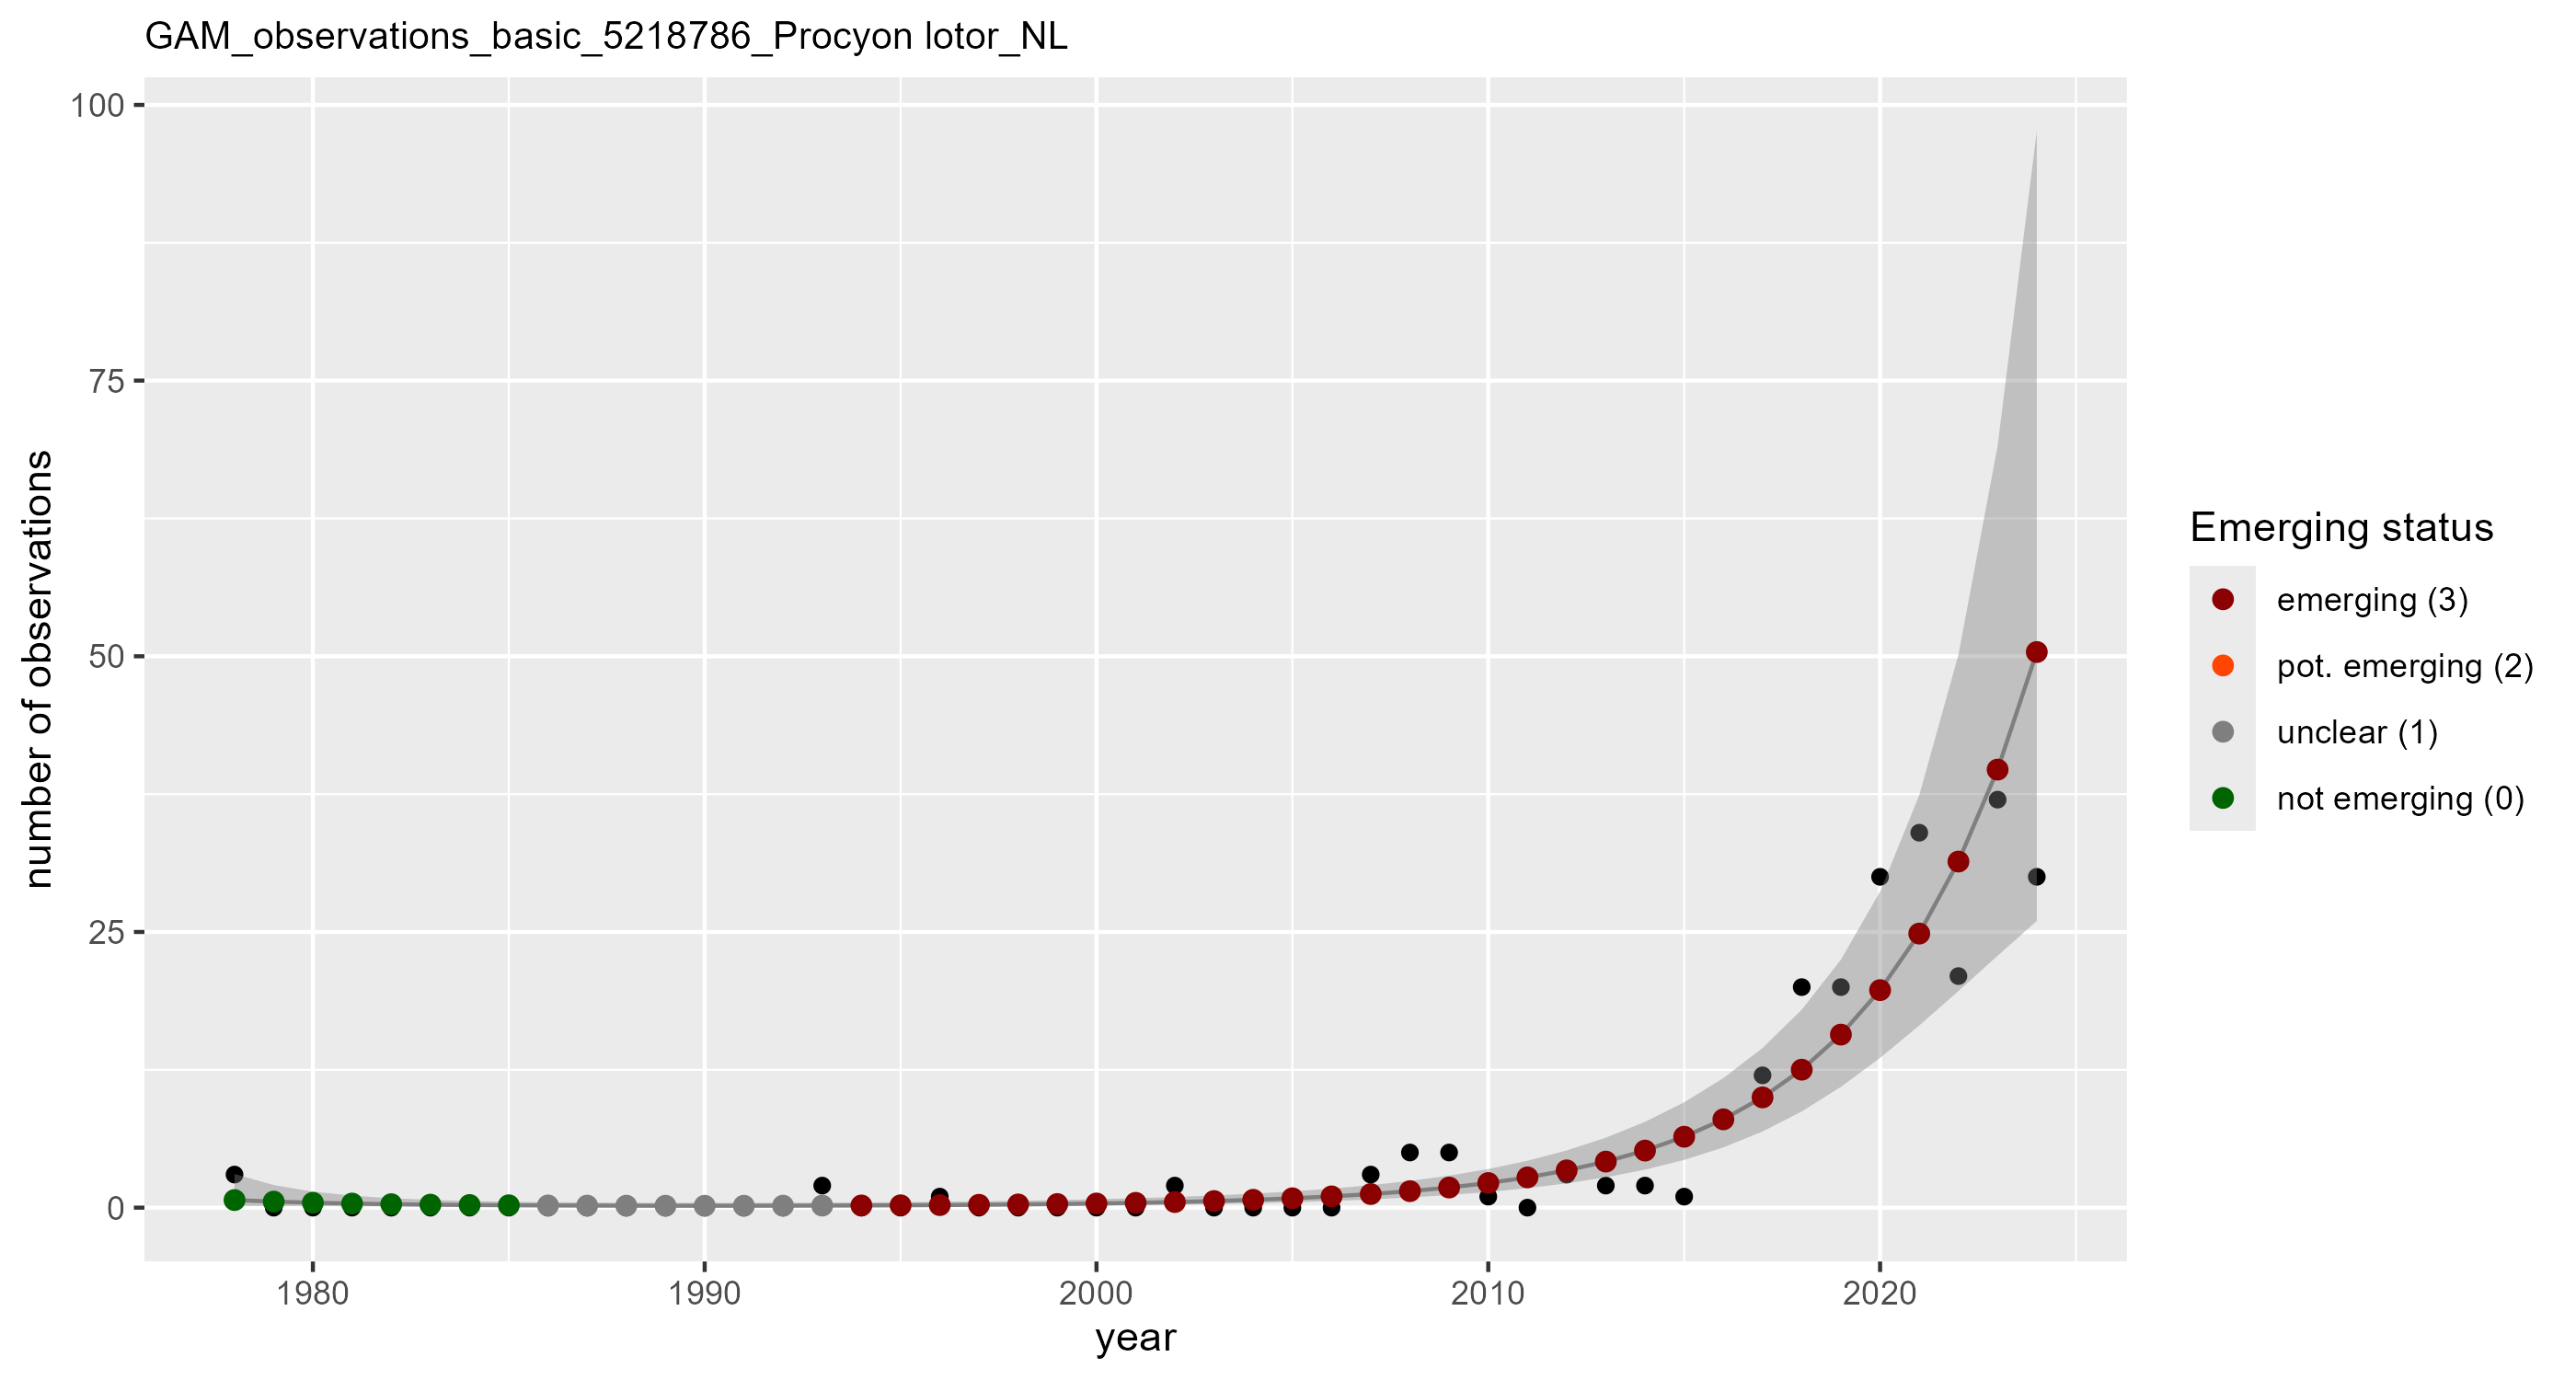 GAM_observations_basic_5218786_Procyon lotor_NL
100
75
50
25
0
number of observations
1980
1990
2000
2010
2020
year
Emerging status
emerging (3)
pot. emerging (2)
unclear (1)
not emerging (0)